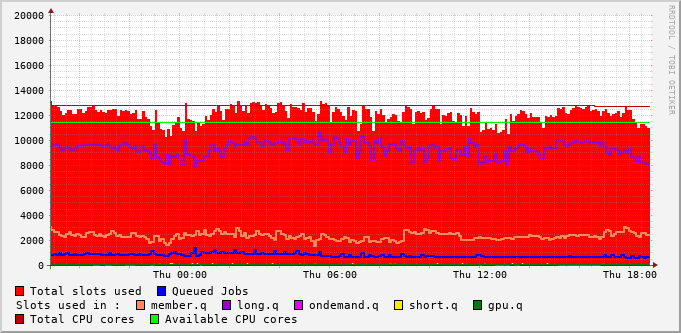 20000
18000
16000
14000
12000
10000
8000
6000
4000
2000
0
Thu 00:00 Thu 06:00 Thu 12:00 Thu 18:00
Total slots used Queued Jobs
Slots used in : member.q long.q ondemand.q short.q gpu.q
Total CPU cores Available CPU cores
RRDTOOL / TOBI OETIKER